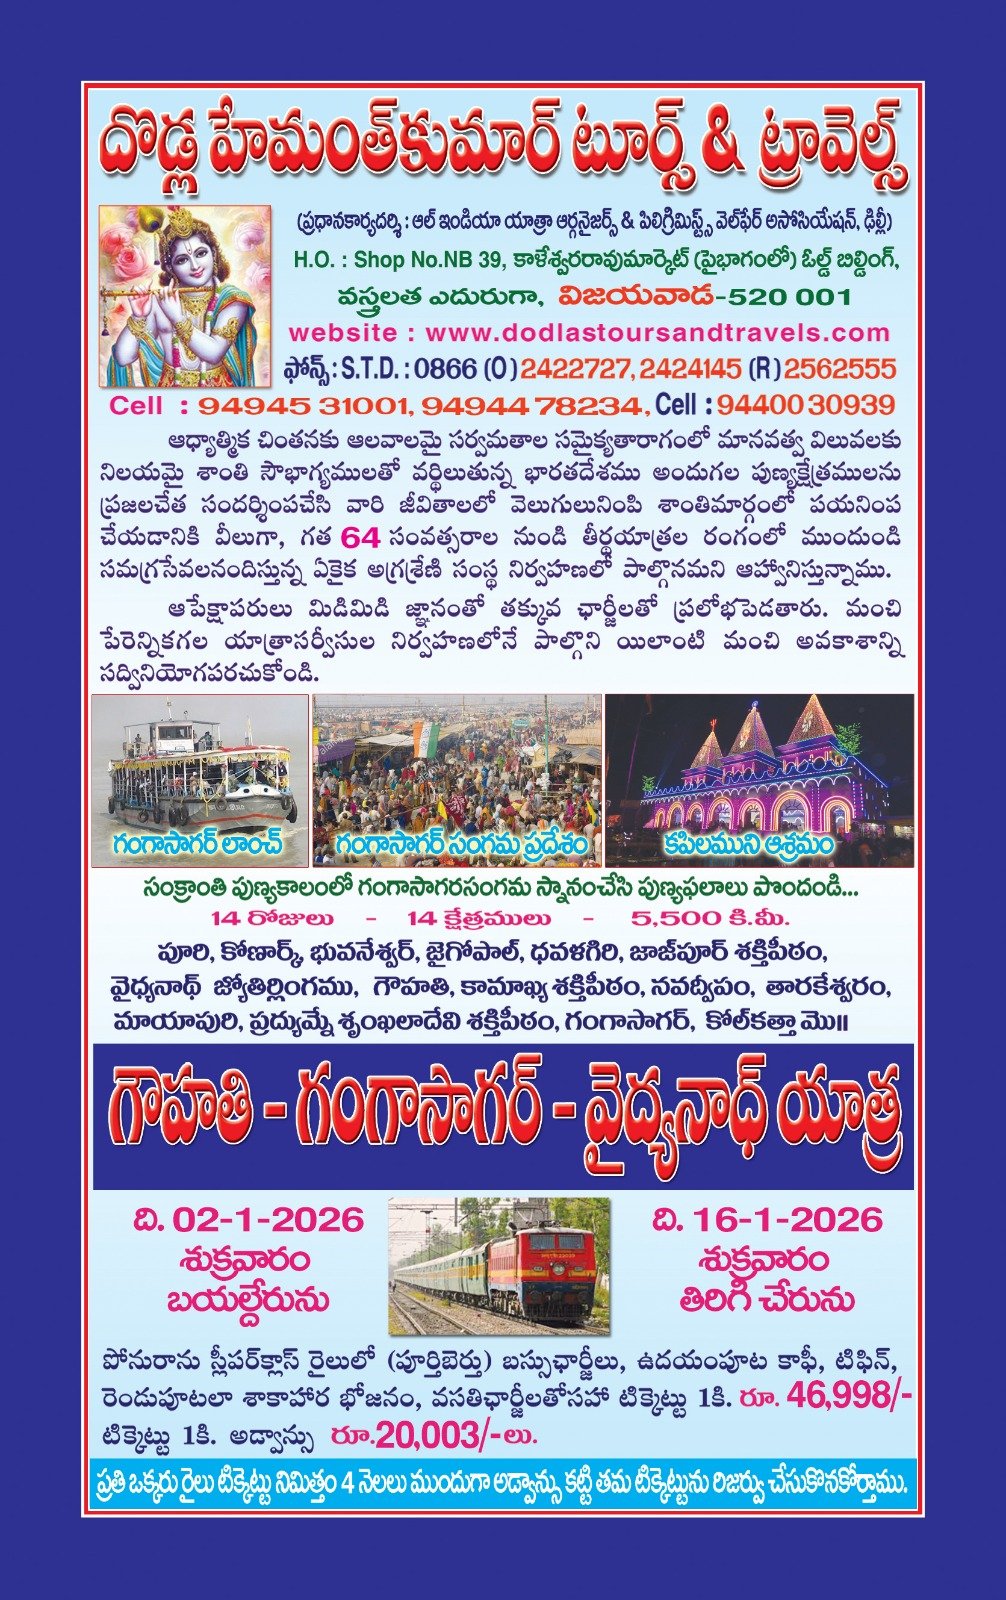 దొడ్ల హేమంత్‌కుమార్ టూర్స్ & ట్రావెల్స్
(ప్రధానకార్యదర్శి : ఆల్ ఇండియా యాత్రా ఆర్గనైజర్స్ & పిలిగ్రిమిస్ట్స్ వెల్‌ఫేర్ అసోసియేషన్, ఢిల్లీ)
H.O. : Shop No.NB 39, కాళేశ్వరరావుమార్కెట్ (పైభాగంలో) ఓల్డ్ బిల్డింగ్,
వస్త్రలత ఎదురుగా, విజయవాడ-520 001
website : www.dodlastoursandtravels.com
ఫోన్స్ : S.T.D. : 0866 (O) 2422727, 2424145 (R) 2562555
Cell : 94945 31001, 94944 78234, Cell : 94400 30939
ఆధ్యాత్మిక చింతనకు ఆలవాలమై సర్వమతాల సమైక్యతారాగంలో మానవత్వ విలువలకు
నిలయమై శాంతి సౌభాగ్యములతో వర్థిలుతున్న భారతదేశము అందుగల పుణ్యక్షేత్రములను
ప్రజలచేత సందర్శింపచేసి వారి జీవితాలలో వెలుగులునింపి శాంతిమార్గంలో పయనింప
చేయడానికి వీలుగా, గత 64 సంవత్సరాల నుండి తీర్థయాత్రల రంగంలో ముందుండి
సమగ్రసేవలనందిస్తున్న ఏకైక అగ్రశ్రేణి సంస్థ నిర్వహణలో పాల్గొనమని ఆహ్వానిస్తున్నాము.
ఆపేక్షాపరులు మిడిమిడి జ్ఞానంతో తక్కువ ఛార్జీలతో ప్రలోభపెడతారు. మంచి
పేరెన్నికగల యాత్రాసర్వీసుల నిర్వహణలోనే పాల్గొని యిలాంటి మంచి అవకాశాన్ని
సద్వినియోగపరచుకోండి.
గంగాసాగర్ లాంచ్
గంగాసాగర్ సంగమ ప్రదేశం
కపిలముని ఆశ్రమం
సంక్రాంతి పుణ్యకాలంలో గంగాసాగరసంగమ స్నానంచేసి పుణ్యఫలాలు పొందండి...
14 రోజులు - 14 క్షేత్రములు - 5,500 కి.మీ.
పూరి, కోణార్క్, భువనేశ్వర్, జైగోపాల్, ధవళగిరి, జాజ్‌పూర్ శక్తిపీఠం,
వైద్యనాథ్ జ్యోతిర్లింగము, గౌహతి, కామాఖ్య శక్తిపీఠం, నవద్వీపం, తారకేశ్వరం,
మాయాపురి, ప్రద్యుమ్నే శృంఖలాదేవి శక్తిపీఠం, గంగాసాగర్, కోల్‌కత్తా మొ॥
గౌహతి - గంగాసాగర్ - వైద్యనాధ్ యాత్ర
ది. 02-1-2026
శుక్రవారం
బయల్దేరును
ది. 16-1-2026
శుక్రవారం
తిరిగి చేరును
పోనురాను స్లీపర్‌క్లాస్ రైలులో (పూర్తిబెర్తు) బస్సుఛార్జీలు, ఉదయంపూట కాఫీ, టిఫిన్,
రెండుపూటలా శాకాహార భోజనం, వసతిఛార్జీలతోసహా టిక్కెట్టు 1కి. రూ. 46,998/-
టిక్కెట్టు 1కి. అడ్వాన్సు రూ.20,003/-లు.
ప్రతి ఒక్కరు రైలు టిక్కెట్టు నిమిత్తం 4 నెలలు ముందుగా అడ్వాన్సు కట్టి తమ టిక్కెట్టును రిజర్వు చేసుకొనకోర్తాము.